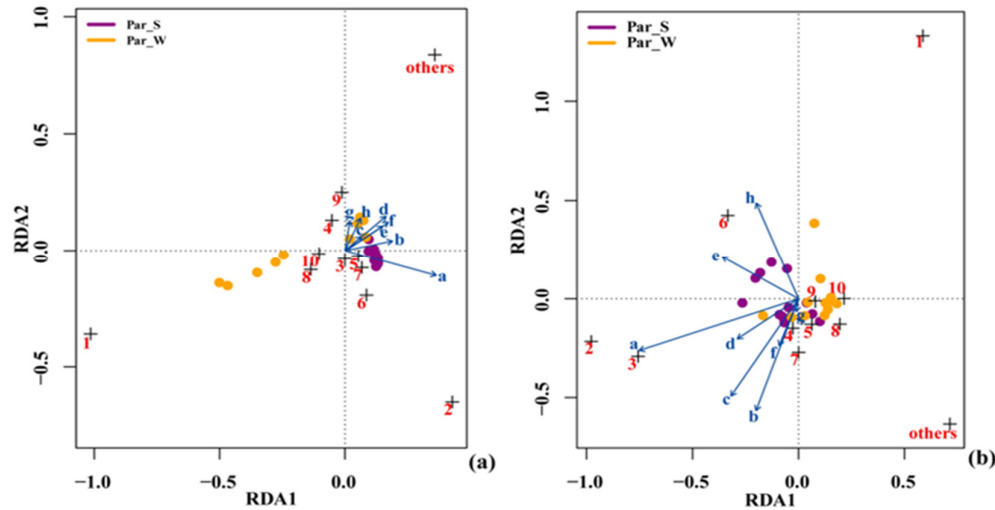 Par_S
Par_W
others
9
g h d
4 f
c e b
10 3 5
8 7 a
6
1
2
RDA2
1.0
0.5
0.0
−0.5
−1.0 −0.5 0.0
RDA1
(a)
Par_S
Par_W
1
h
6
e
9 10
g
a 4 5 8
2 d
3 f 7
c
b
others
RDA2
1.0
0.5
0.0
−0.5
−1.0 −0.5 0.0 0.5
RDA1
(b)